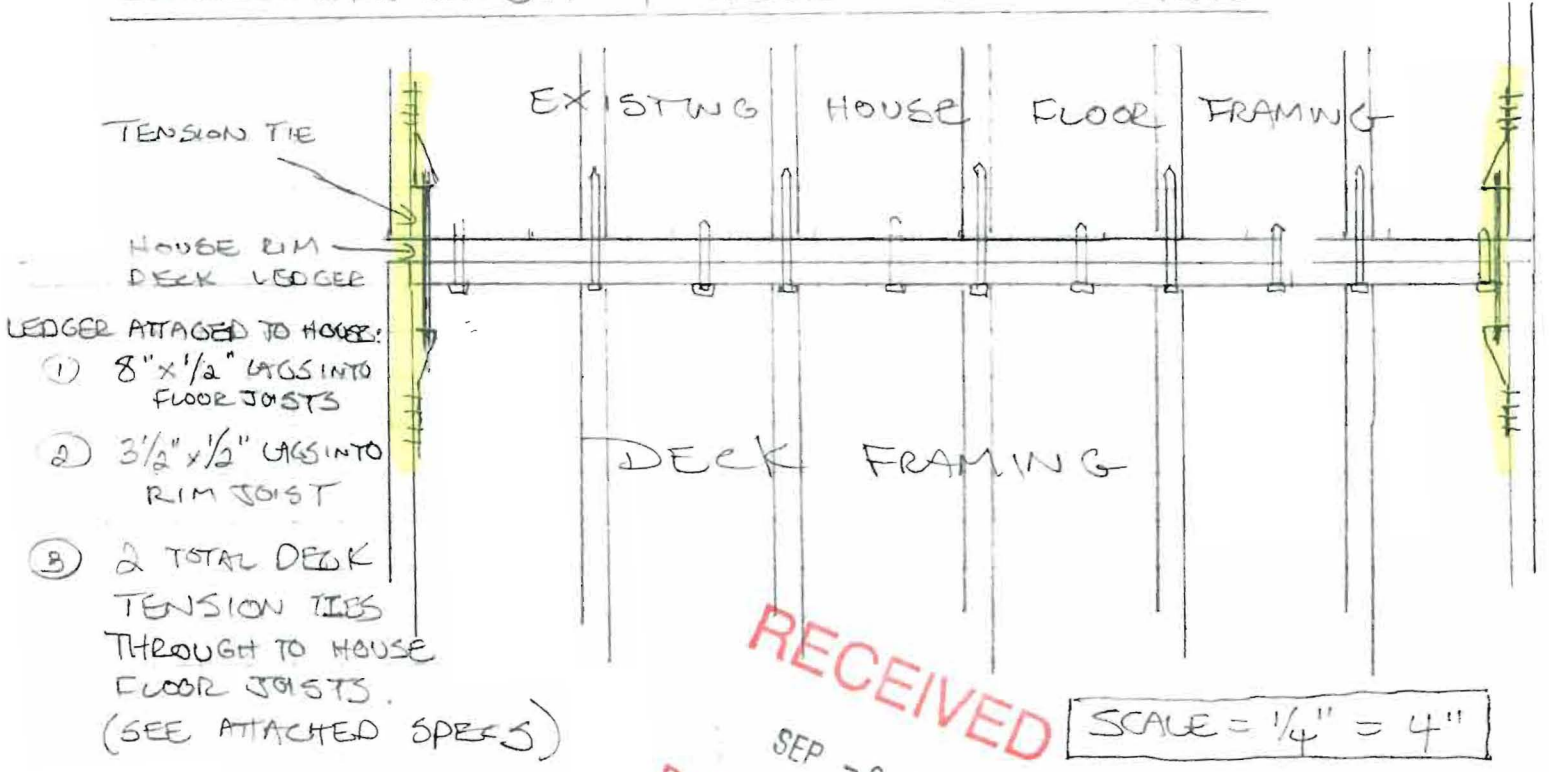 EXISTING HOUSE FLOOR FRAMING
TENSION TIE
HOUSE RIM
DECK LEDGER
LEDGER ATTAGED TO HOUSE:
① 8" x 1/2" LAGS INTO
FLOOR JOISTS
② 3 1/2" x 1/2" LAGS INTO
RIM JOIST
③ 2 TOTAL DECK
TENSION TIES
THROUGH TO HOUSE
FLOOR JOISTS.
(SEE ATTACHED SPECS)
DECK FRAMING
RECEIVED
SEP
SCALE = 1/4" = 4"